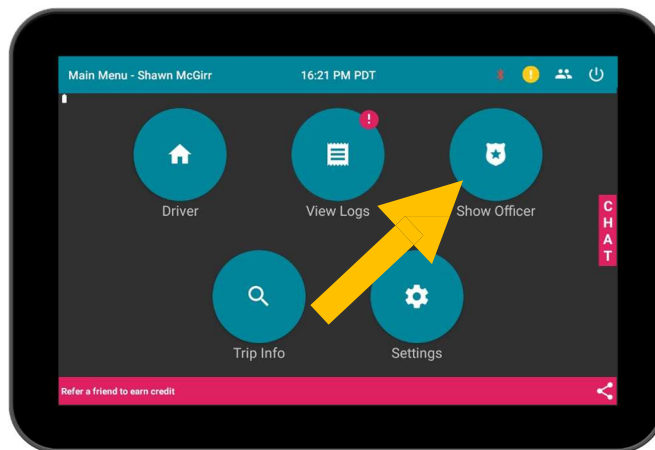 Main Menu - Shawn McGirr 16:21 PM PDT
!
!
Driver View Logs Show Officer
CHAT
Trip Info Settings
Refer a friend to earn credit